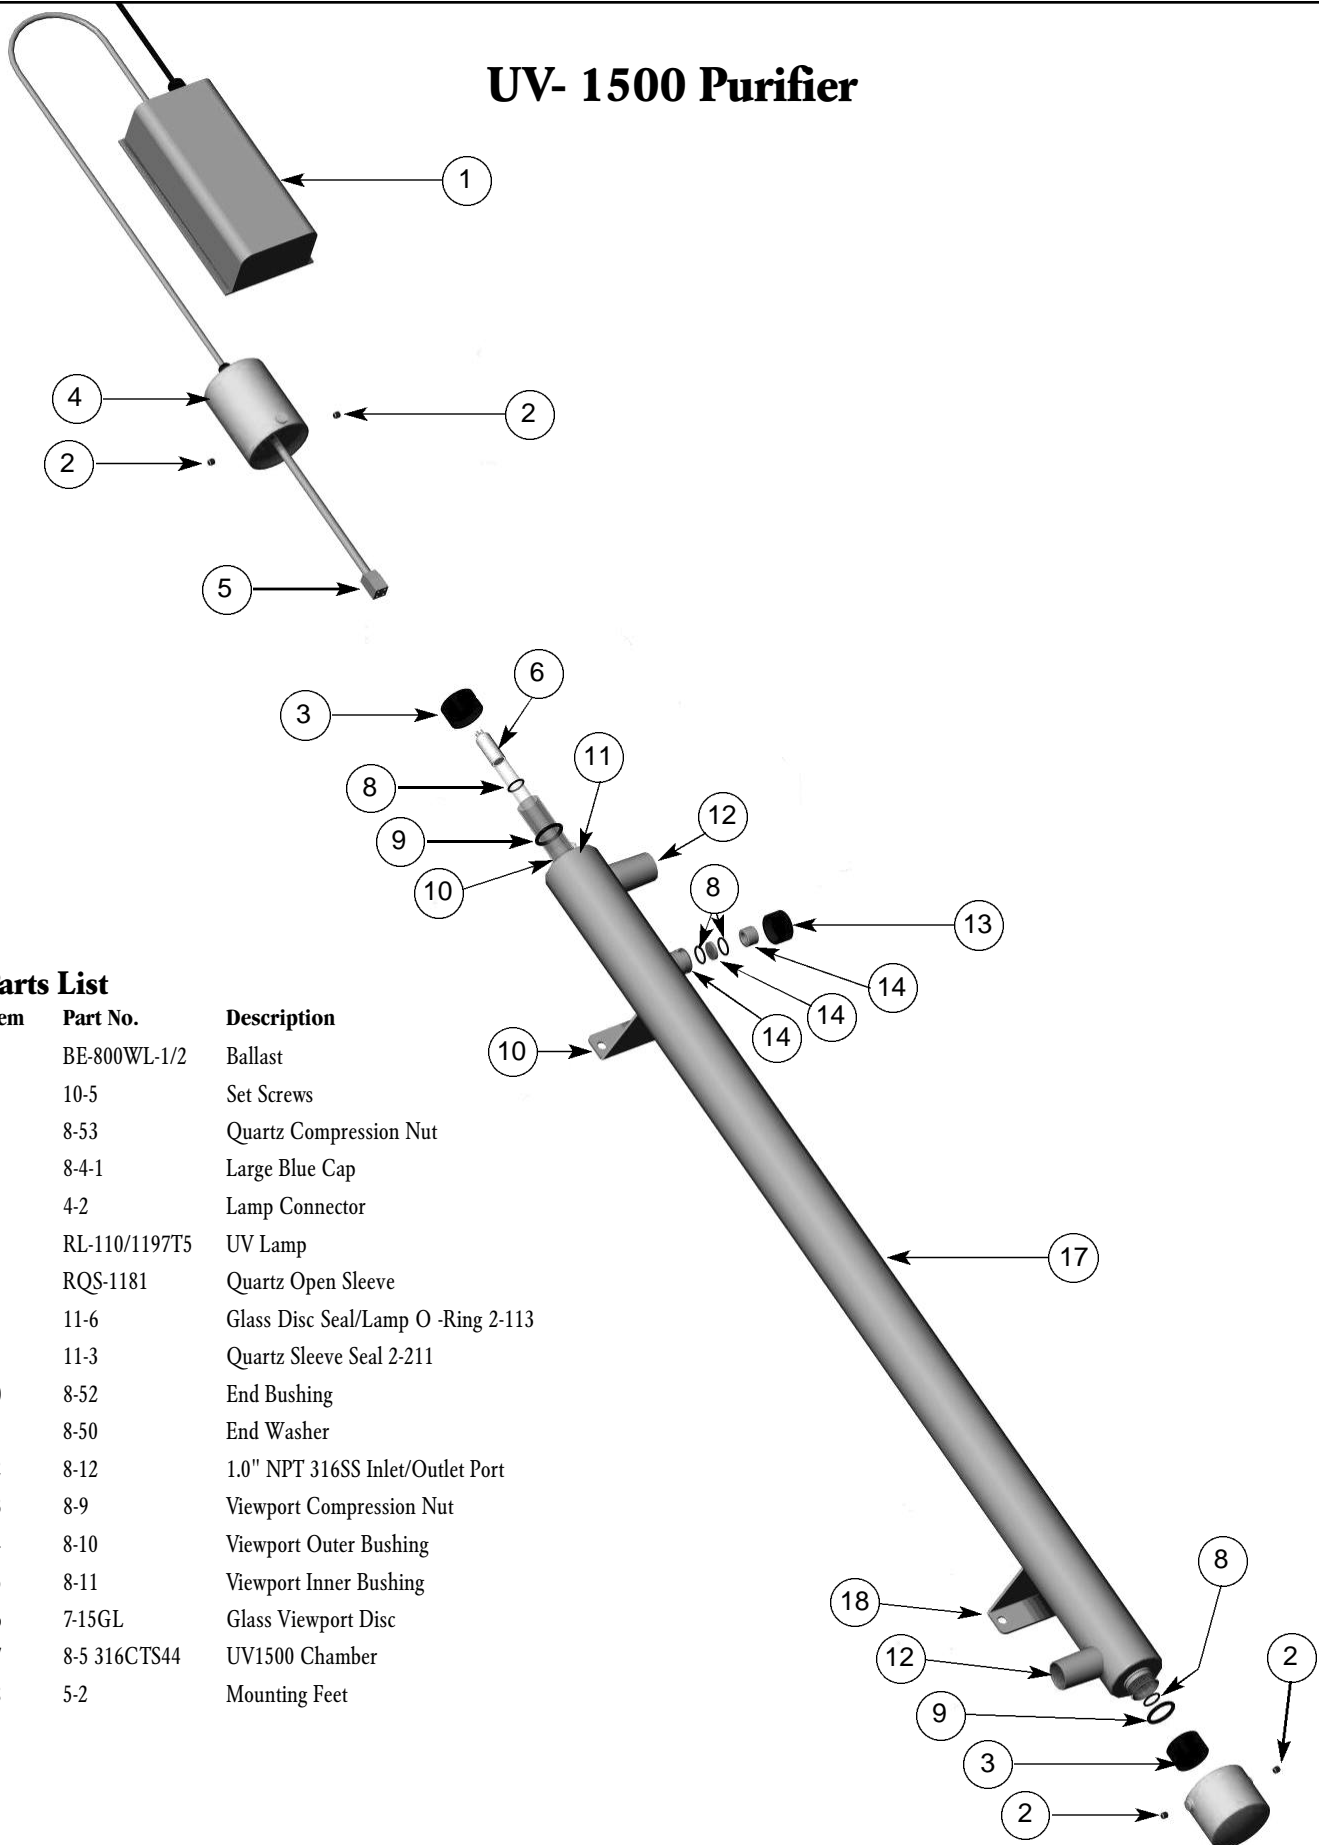 UV- 1500 Purifier
1
4
2
2
5
6
3
11
8
12
9
8
10
13
14
14
14
10
arts List
em Part No. Description
BE-800WL-1/2 Ballast
10-5 Set Screws
8-53 Quartz Compression Nut
8-4-1 Large Blue Cap
4-2 Lamp Connector
RL-110/1197T5 UV Lamp
RQS-1181 Quartz Open Sleeve
11-6 Glass Disc Seal/Lamp O -Ring 2-113
11-3 Quartz Sleeve Seal 2-211
8-52 End Bushing
8-50 End Washer
8-12 1.0" NPT 316SS Inlet/Outlet Port
8-9 Viewport Compression Nut
8-10 Viewport Outer Bushing
8-11 Viewport Inner Bushing
7-15GL Glass Viewport Disc
8-5 316CTS44 UV1500 Chamber
5-2 Mounting Feet
17
8
18
12
2
9
3
2